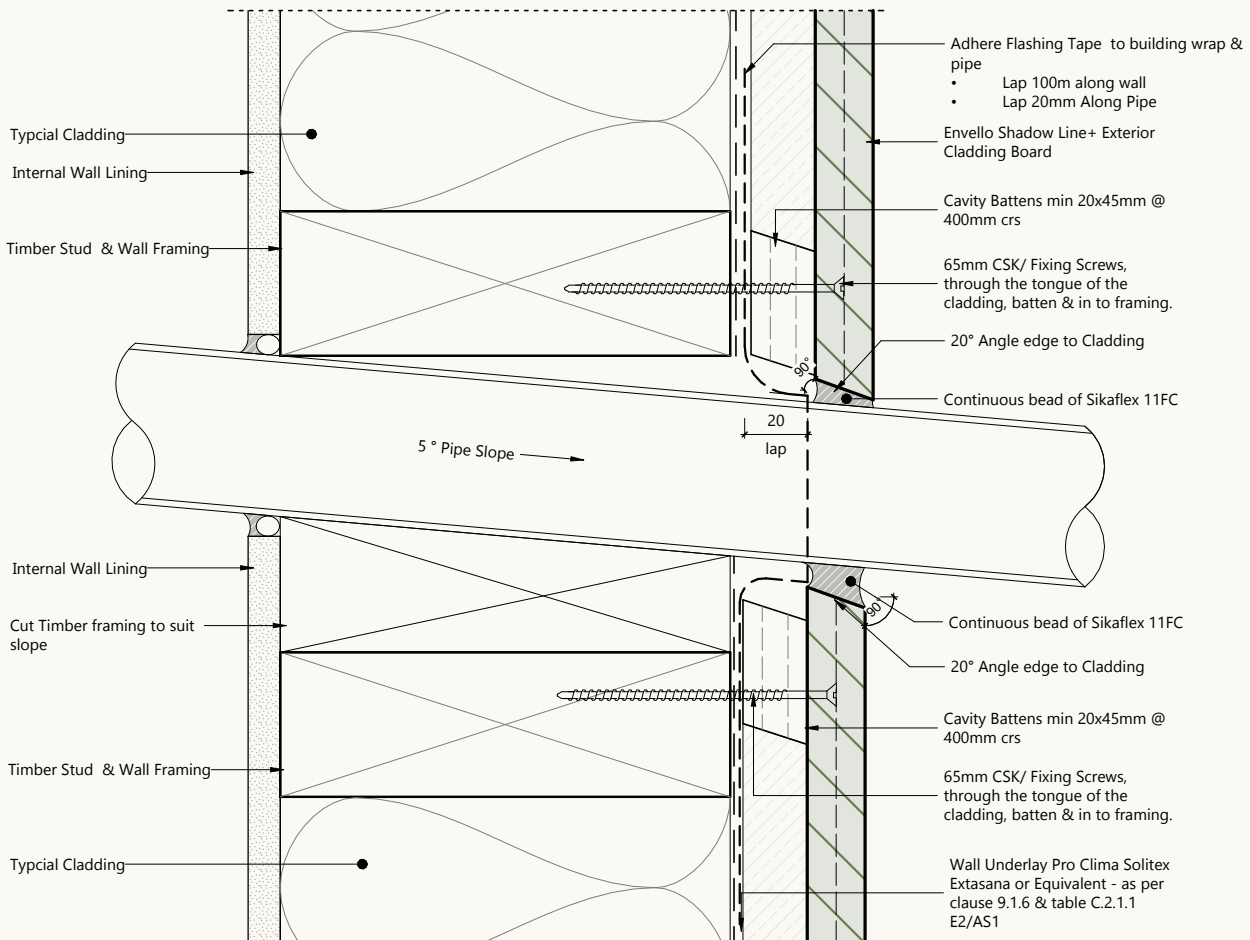 Adhere Flashing Tape to building wrap &
pipe
• Lap 100m along wall
• Lap 20mm Along Pipe
Typcial Cladding
Envello Shadow Line+ Exterior
Cladding Board
Internal Wall Lining
Cavity Battens min 20x45mm @
400mm crs
Timber Stud & Wall Framing
65mm CSK/ Fixing Screws,
through the tongue of the
cladding, batten & in to framing.
20° Angle edge to Cladding
90°
Continuous bead of Sikaflex 11FC
20
lap
5 ° Pipe Slope
Internal Wall Lining
90°
Cut Timber framing to suit
slope
Continuous bead of Sikaflex 11FC
20° Angle edge to Cladding
Cavity Battens min 20x45mm @
400mm crs
Timber Stud & Wall Framing
65mm CSK/ Fixing Screws,
through the tongue of the
cladding, batten & in to framing.
Typcial Cladding
Wall Underlay Pro Clima Solitex
Extasana or Equivalent - as per
clause 9.1.6 & table C.2.1.1
E2/AS1